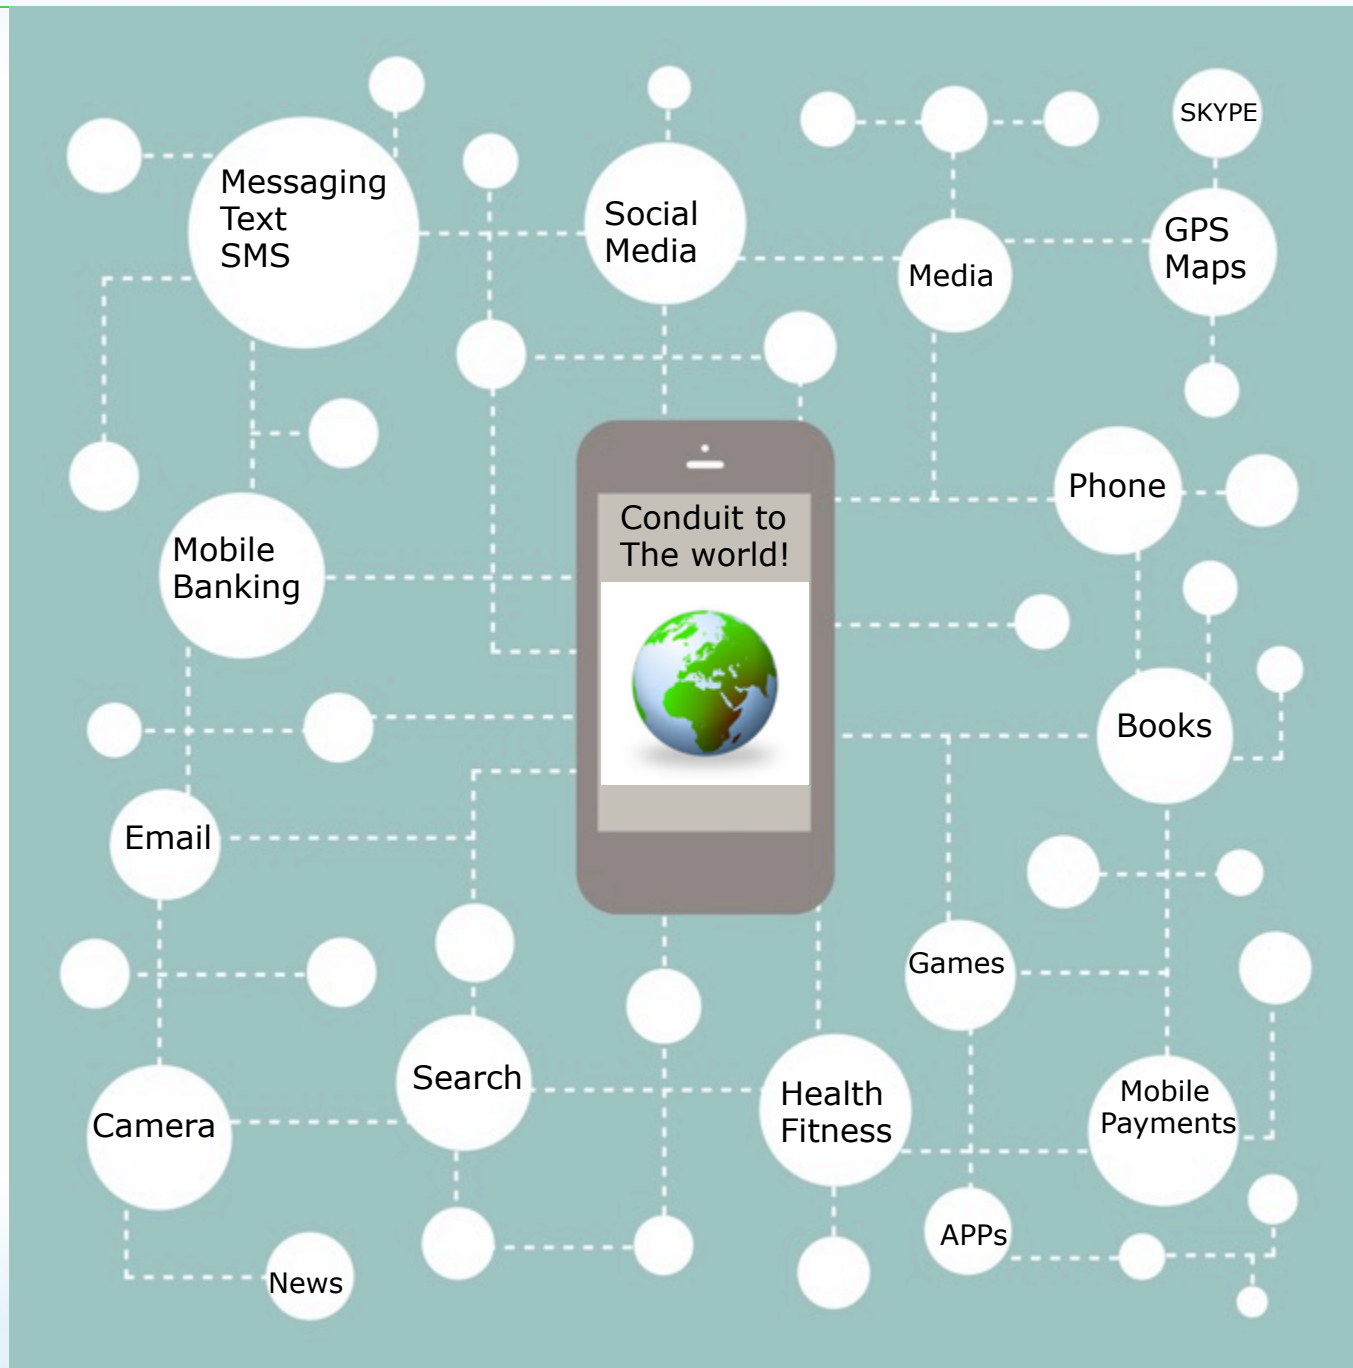 SKYPE
Messaging
Text
SMS
Social
Media
Media
GPS
Maps
Phone
Conduit to
The world!
Mobile
Banking
Books
Email
Games
Search
Health
Fitness
Mobile
Payments
Camera
APPs
News